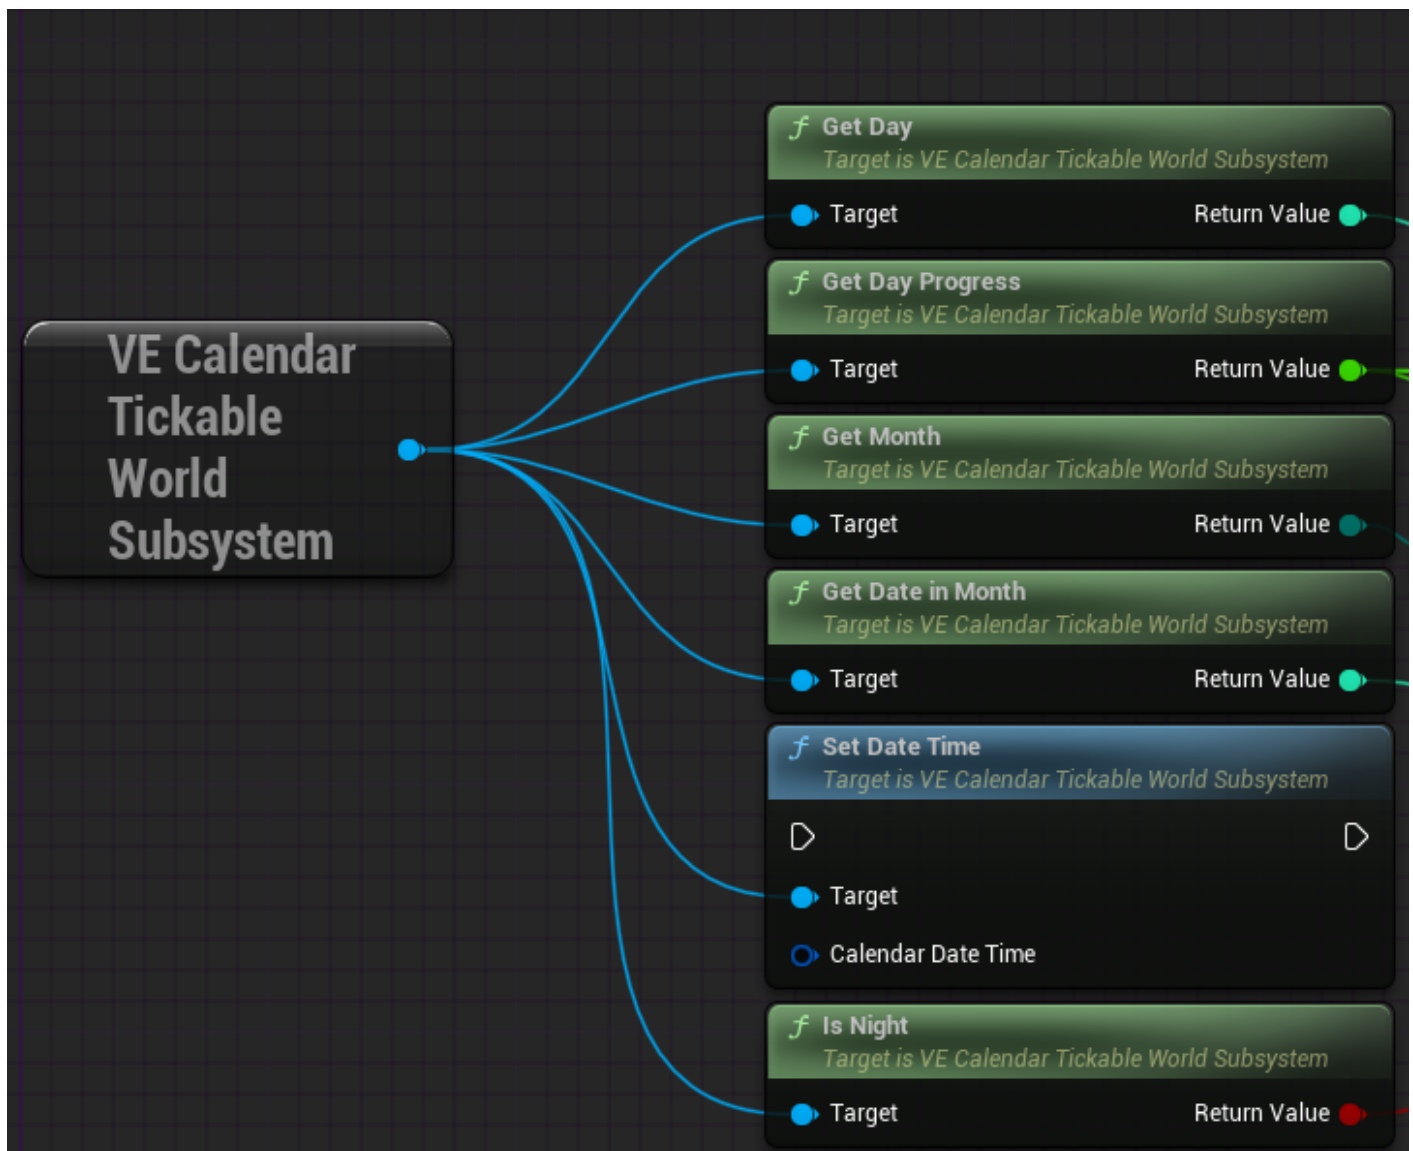 VE Calendar
Tickable
World
Subsystem
f Get Day
Target is VE Calendar Tickable World Subsystem
Target Return Value
f Get Day Progress
Target is VE Calendar Tickable World Subsystem
Target Return Value
f Get Month
Target is VE Calendar Tickable World Subsystem
Target Return Value
f Get Date in Month
Target is VE Calendar Tickable World Subsystem
Target Return Value
f Set Date Time
Target is VE Calendar Tickable World Subsystem
Target
Calendar Date Time
f Is Night
Target is VE Calendar Tickable World Subsystem
Target Return Value